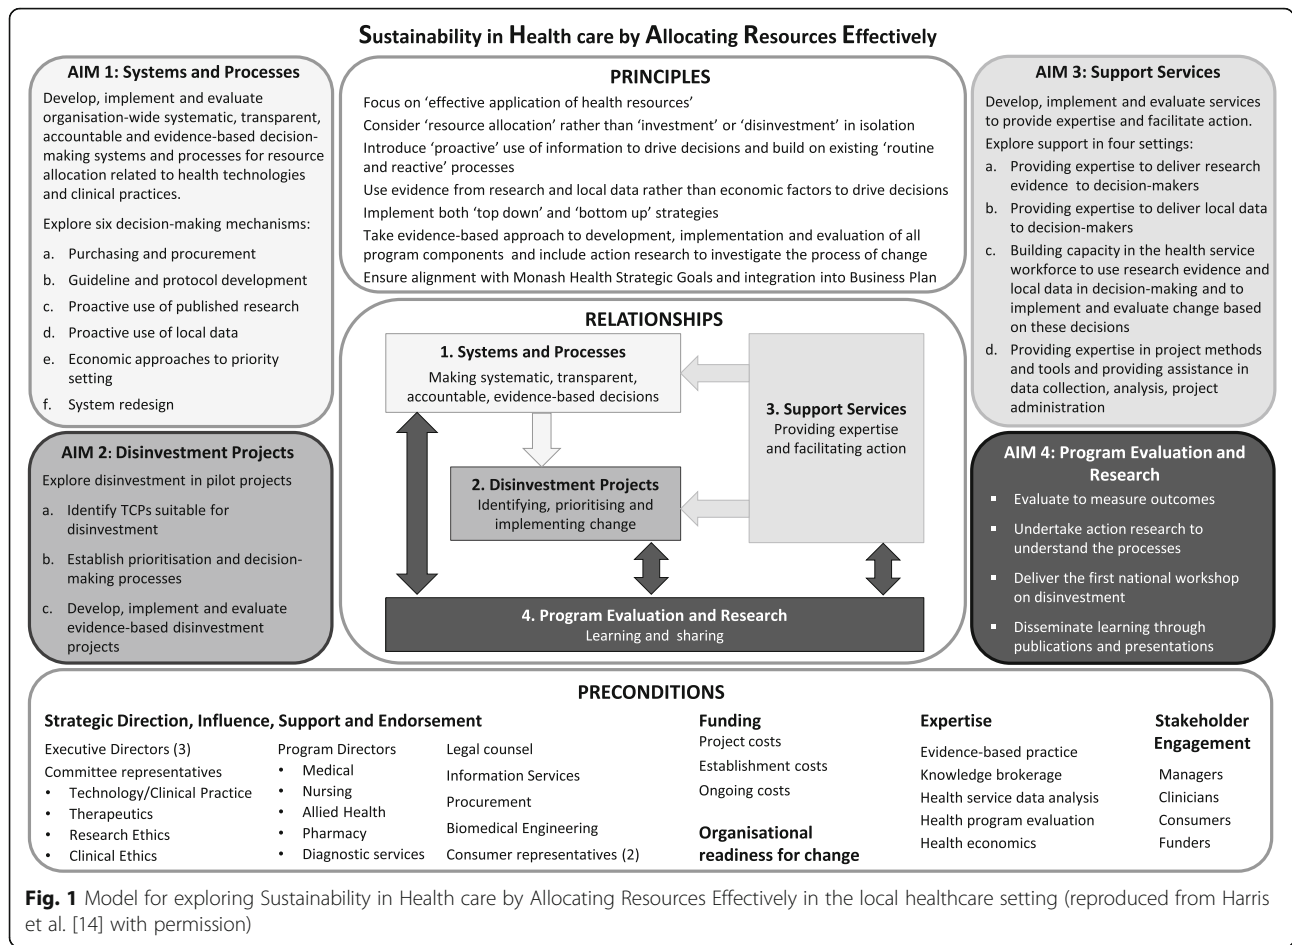 Sustainability in Health care by Allocating Resources Effectively
AIM 1: Systems and Processes
Develop, implement and evaluate
organisation-wide systematic, transparent,
accountable and evidence-based decision-
making systems and processes for resource
allocation related to health technologies
and clinical practices.
Explore six decision-making mechanisms:
a. Purchasing and procurement
b. Guideline and protocol development
c. Proactive use of published research
d. Proactive use of local data
e. Economic approaches to priority
setting
f. System redesign
AIM 2: Disinvestment Projects
Explore disinvestment in pilot projects
a. Identify TCPs suitable for
disinvestment
b. Establish prioritisation and decision-
making processes
c. Develop, implement and evaluate
evidence-based disinvestment
projects
PRINCIPLES
Focus on ‘effective application of health resources’
Consider ‘resource allocation’ rather than ‘investment’ or ‘disinvestment’ in isolation
Introduce ‘proactive’ use of information to drive decisions and build on existing ‘routine
and reactive’ processes
Use evidence from research and local data rather than economic factors to drive decisions
Implement both ‘top down’ and ‘bottom up’ strategies
Take evidence-based approach to development, implementation and evaluation of all
program components and include action research to investigate the process of change
Ensure alignment with Monash Health Strategic Goals and integration into Business Plan
RELATIONSHIPS
1. Systems and Processes
Making systematic, transparent,
accountable, evidence-based decisions
2. Disinvestment Projects
Identifying, prioritising and
implementing change
3. Support Services
Providing expertise
and facilitating action
4. Program Evaluation and Research
Learning and sharing
AIM 3: Support Services
Develop, implement and evaluate services
to provide expertise and facilitate action.
Explore support in four settings:
a. Providing expertise to deliver research
evidence to decision-makers
b. Providing expertise to deliver local data
to decision-makers
c. Building capacity in the health service
workforce to use research evidence and
local data in decision-making and to
implement and evaluate change based
on these decisions
d. Providing expertise in project methods
and tools and providing assistance in
data collection, analysis, project
administration
AIM 4: Program Evaluation and
Research
▪ Evaluate to measure outcomes
▪ Undertake action research to
understand the processes
▪ Deliver the first national workshop
on disinvestment
▪ Disseminate learning through
publications and presentations
PRECONDITIONS
Strategic Direction, Influence, Support and Endorsement
Executive Directors (3)
Committee representatives
• Technology/Clinical Practice
• Therapeutics
• Research Ethics
• Clinical Ethics
Program Directors
• Medical
• Nursing
• Allied Health
• Pharmacy
• Diagnostic services
Legal counsel
Information Services
Procurement
Biomedical Engineering
Consumer representatives (2)
Funding
Project costs
Establishment costs
Ongoing costs
Organisational
readiness for change
Expertise
Evidence-based practice
Knowledge brokerage
Health service data analysis
Health program evaluation
Health economics
Stakeholder
Engagement
Managers
Clinicians
Consumers
Funders
Fig. 1 Model for exploring Sustainability in Health care by Allocating Resources Effectively in the local healthcare setting (reproduced from Harris
et al. [14] with permission)